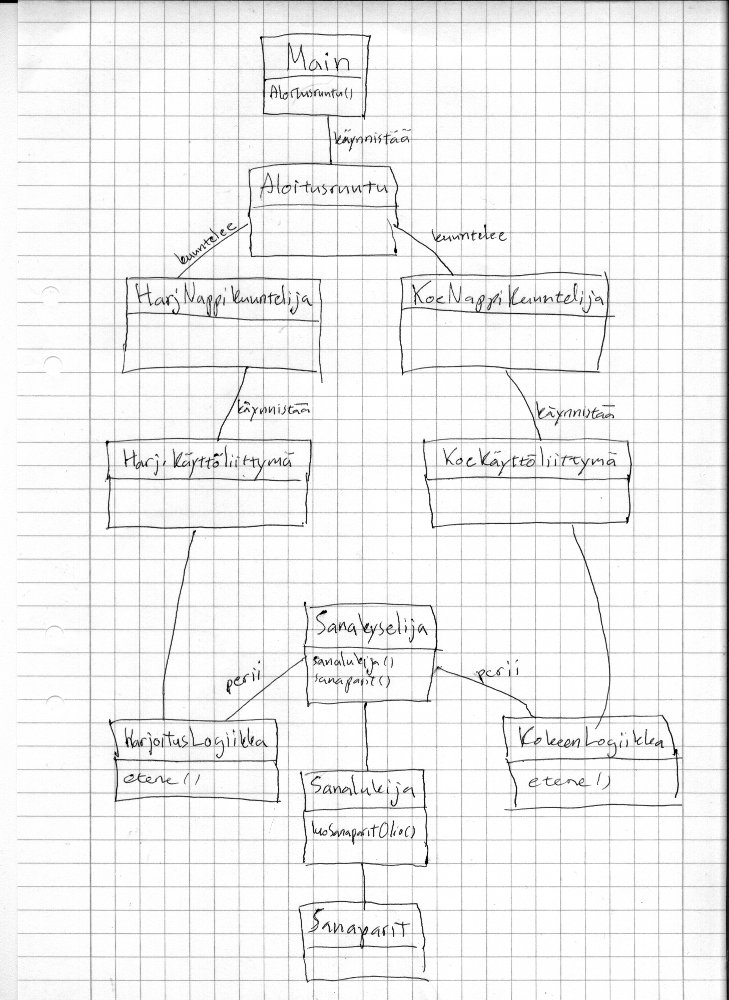 Main
Aloitusruutu()
käynnistää
Aloitusruutu
kuuntelee
kuuntelee
HarjNappikuuntelija
KoeNappikuuntelija
käynnistää
käynnistää
HarjKäyttöliittymä
KoeKäyttöliittymä
Sanakyselija
sanalukija()
sanaparit()
perii
perii
HarjoitusLogiikka
etene()
KokeenLogiikka
etene()
Sanalukija
luoSanaparitOlio()
Sanaparit